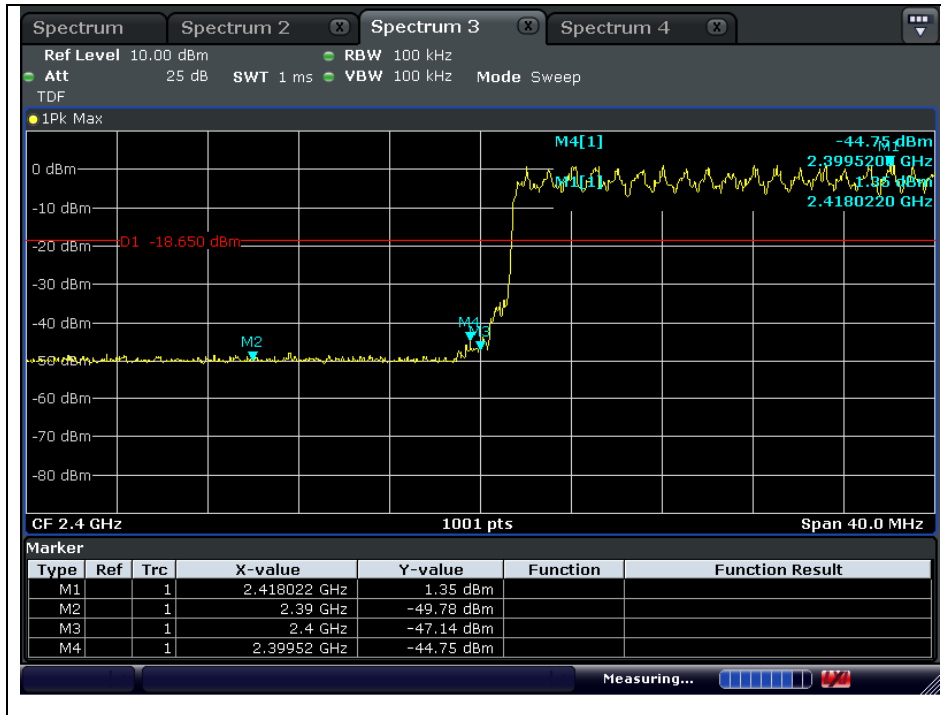 Spectrum Spectrum 2 Spectrum 3 Spectrum 4
Ref Level 10.00 dBm RBW 100 kHz
Att 25 dB SWT 1 ms VBW 100 kHz Mode Sweep
TDF
1Pk Max
M4[1] -44.75 dBm
2.3995200 GHz
M1[1] 1.35 dBm
2.4180220 GHz
M1
0 dBm
-10 dBm
-20 dBm
D1 -18.650 dBm
-30 dBm
-40 dBm
M4
M3
M2
-50 dBm
-60 dBm
-70 dBm
-80 dBm
CF 2.4 GHz 1001 pts Span 40.0 MHz
Marker
Type Ref Trc X-value Y-value Function Function Result
M1 1 2.418022 GHz 1.35 dBm
M2 1 2.39 GHz -49.78 dBm
M3 1 2.4 GHz -47.14 dBm
M4 1 2.39952 GHz -44.75 dBm
Measuring...